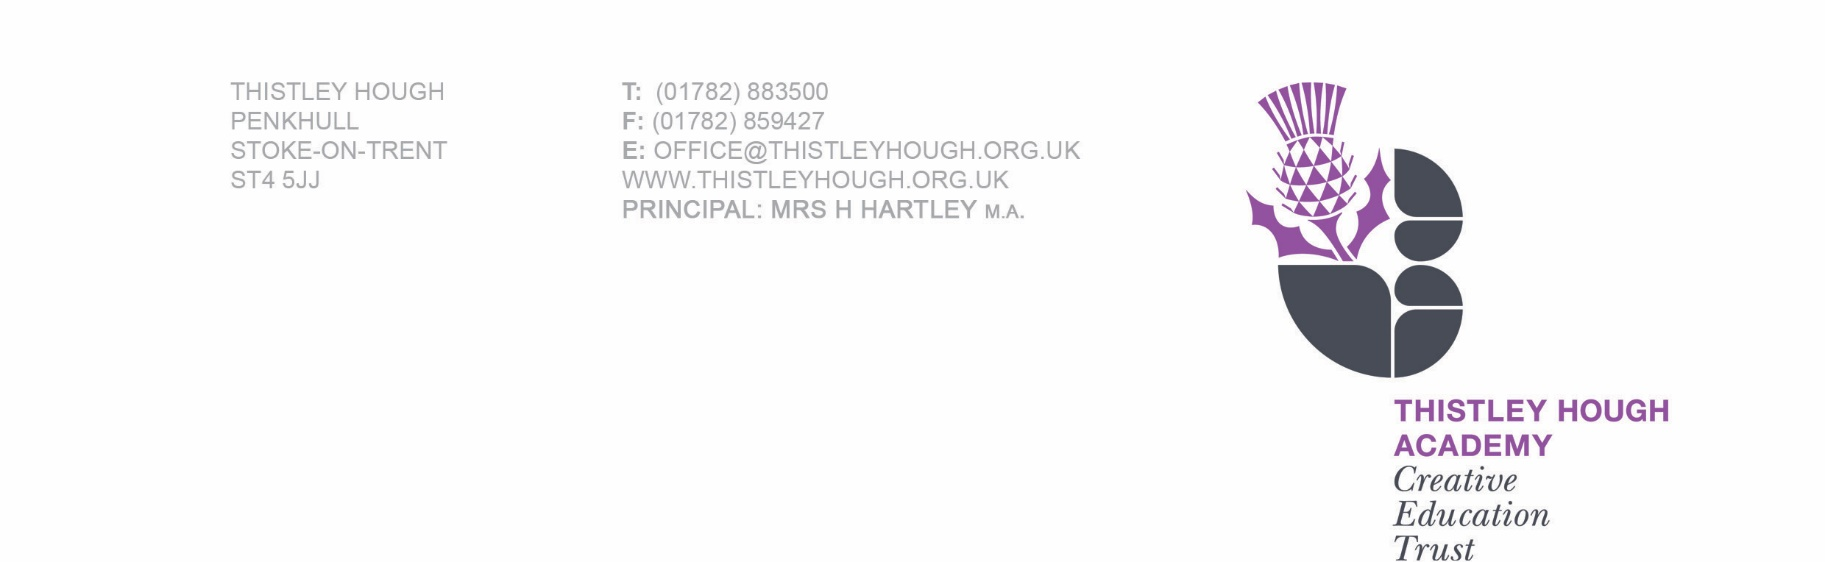 THISTLEY HOUGH
PENKHULL
STOKE-ON-TRENT
ST4 5JJ
T: (01782) 883500
F: (01782) 859427
E: OFFICE@THISTLEYHOUGH.ORG.UK
WWW.THISTLEYHOUGH.ORG.UK
PRINCIPAL: MRS H HARTLEY M.A.
THISTLEY HOUGH
ACADEMY
Creative
Education
Trust